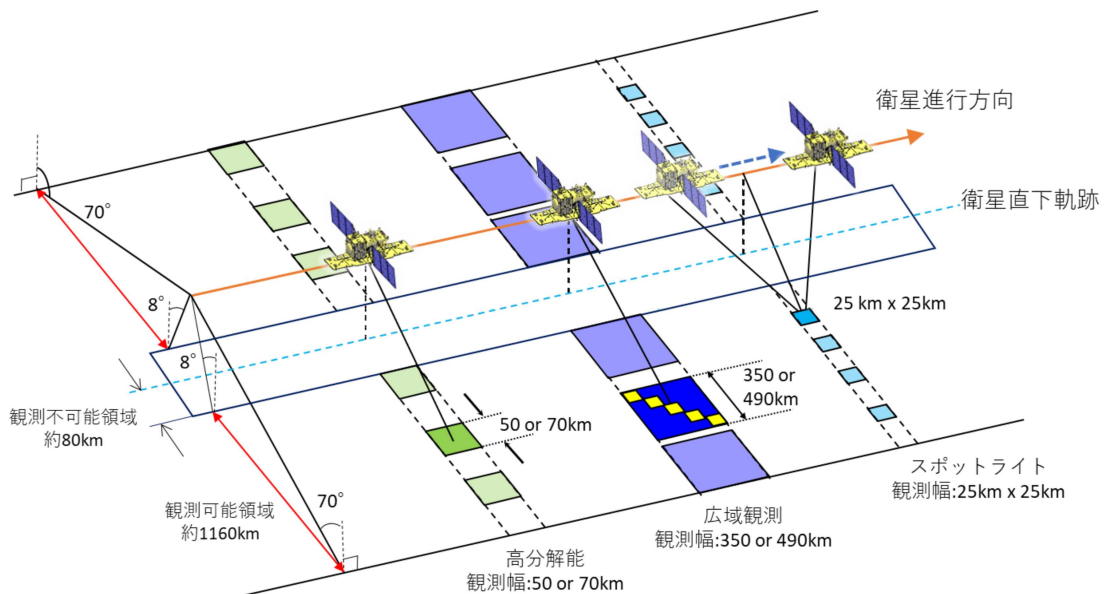 衛星進行方向
衛星直下軌跡
70°
8°
8°
25 km x 25km
観測不可能領域
約80km
50 or 70km
350 or
490km
観測可能領域
約1160km
70°
スポットライト
観測幅:25km x 25km
広域観測
観測幅:350 or 490km
高分解能
観測幅:50 or 70km